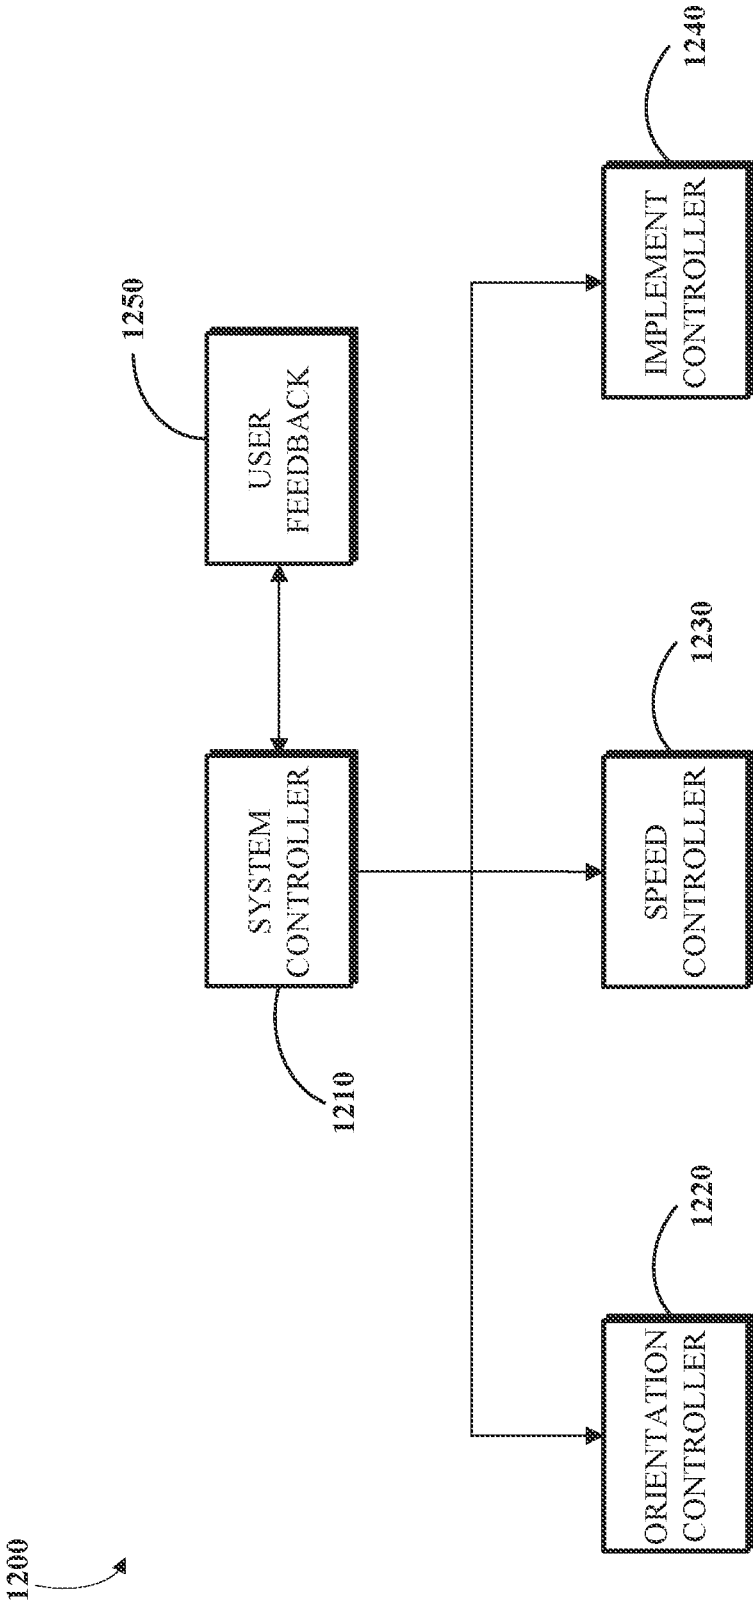 1200
1250
SYSTEM
CONTROLLER
USER
FEEDBACK
1210
ORIENTATION
CONTROLLER
1220
SPEED
CONTROLLER
1230
IMPLEMENT
CONTROLLER
1240